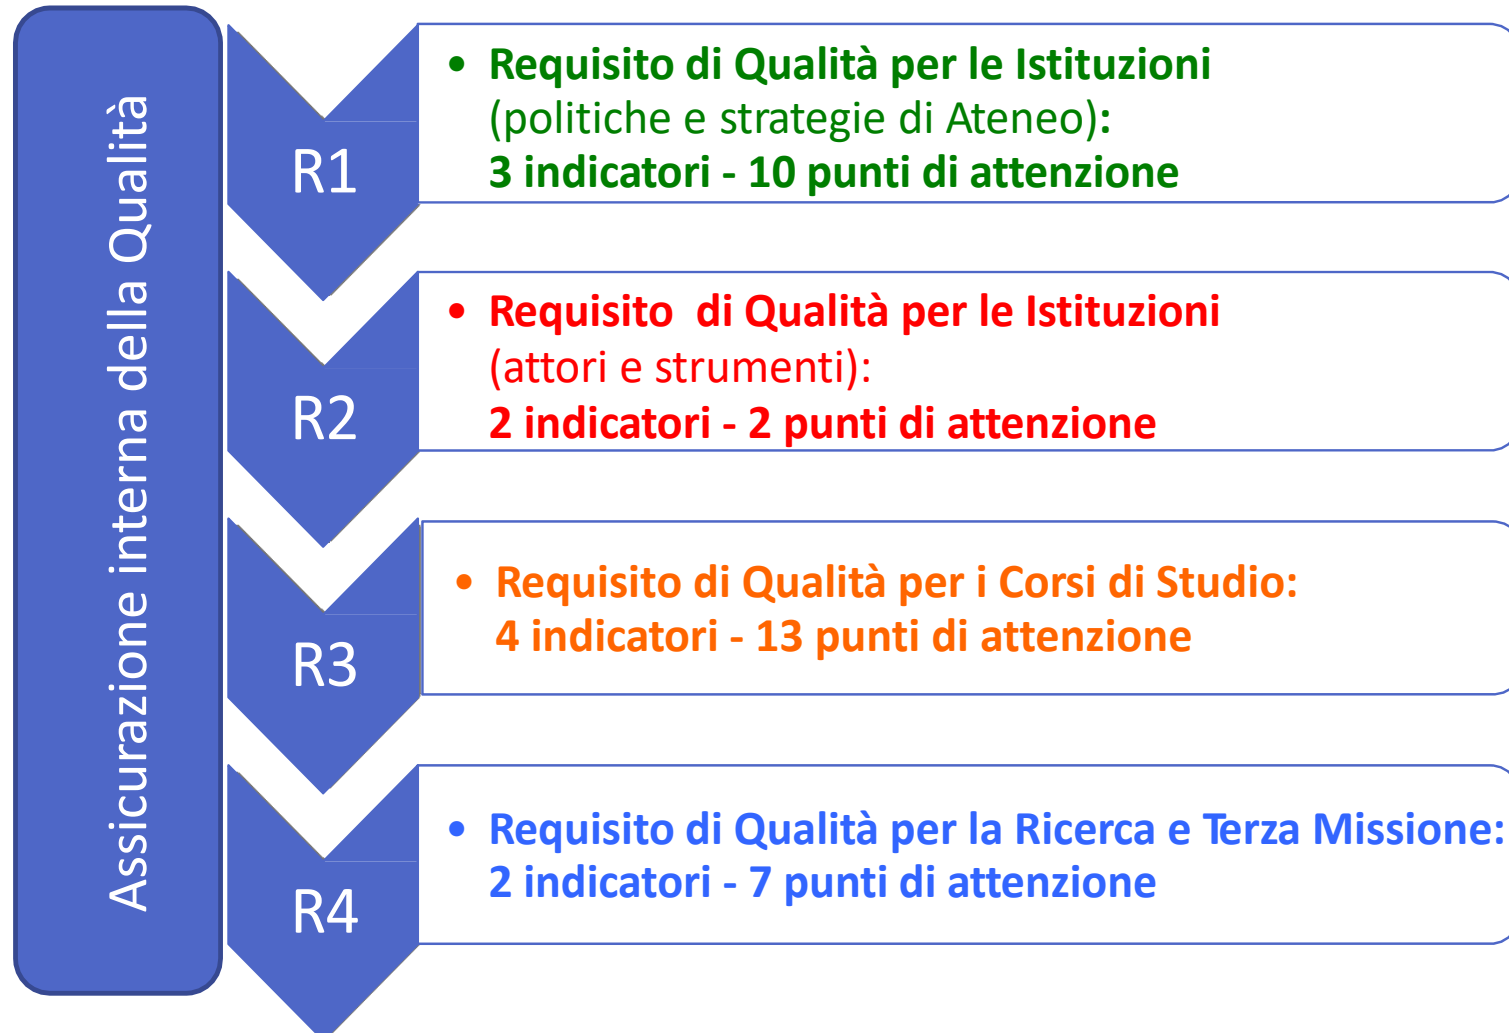 Assicurazione interna della Qualità
R1
• Requisito di Qualità per le Istituzioni
(politiche e strategie di Ateneo):
3 indicatori - 10 punti di attenzione
R2
• Requisito di Qualità per le Istituzioni
(attori e strumenti):
2 indicatori - 2 punti di attenzione
R3
• Requisito di Qualità per i Corsi di Studio:
4 indicatori - 13 punti di attenzione
R4
• Requisito di Qualità per la Ricerca e Terza Missione:
2 indicatori - 7 punti di attenzione